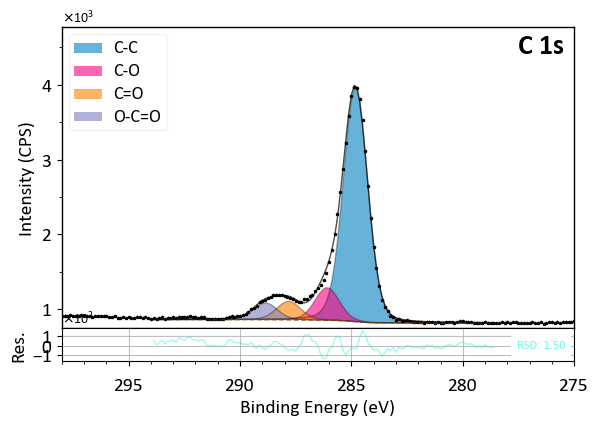 ×10³
C 1s
C-C
C-O
C=O
O-C=O
Intensity (CPS)
4
3
2
1
×10²
Res.
1
0
−1
RSD: 1.50
295
290
285
280
275
Binding Energy (eV)